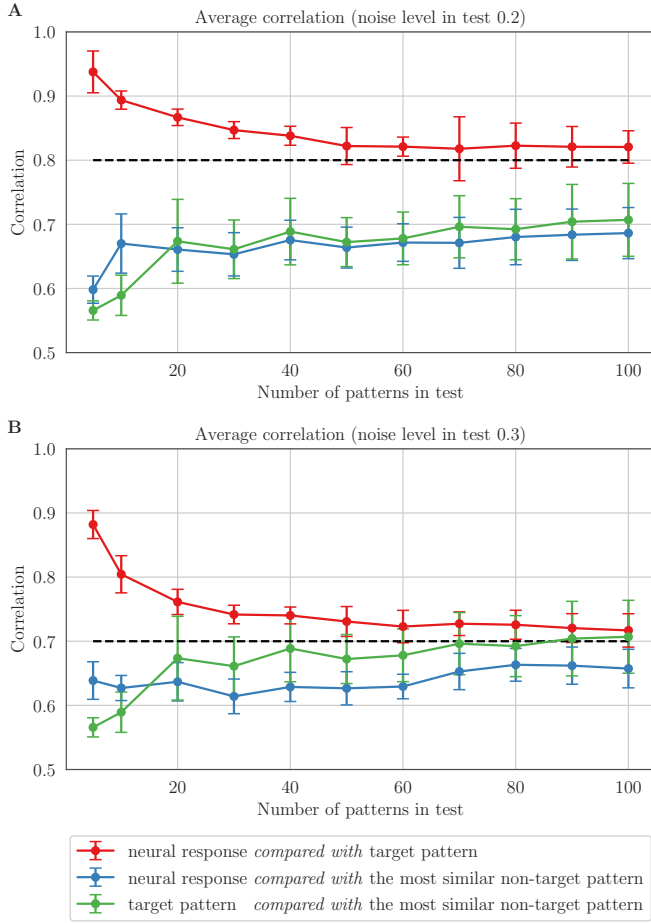 A
Average correlation (noise level in test 0.2)
1.0
0.9
0.8
0.7
0.6
0.5
Correlation
20
40
60
80
100
Number of patterns in test
B
Average correlation (noise level in test 0.3)
1.0
0.9
0.8
0.7
0.6
0.5
Correlation
20
40
60
80
100
Number of patterns in test
neural response compared with target pattern
neural response compared with the most similar non-target pattern
target pattern compared with the most similar non-target pattern